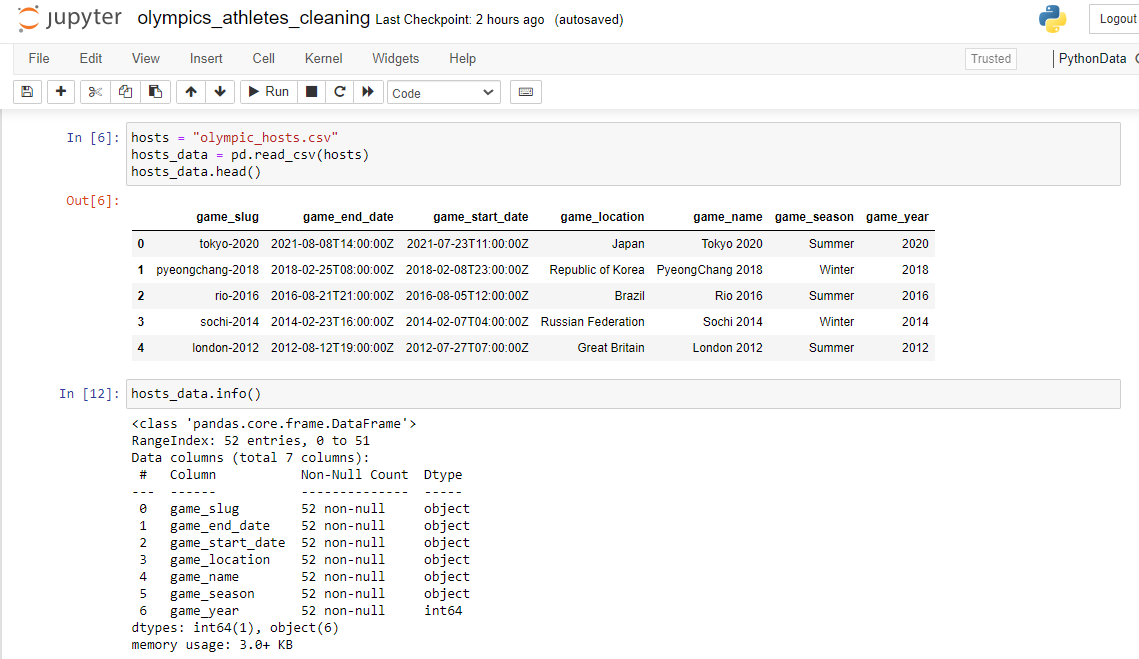 jupyter olympics_athletes_cleaning Last Checkpoint: 2 hours ago (autosaved) Logout
File Edit View Insert Cell Kernel Widgets Help Trusted PythonData
Run Code
In [6]: hosts = "olympic_hosts.csv"
hosts_data = pd.read_csv(hosts)
hosts_data.head()
Out[6]:
game_slug game_end_date game_start_date game_location game_name game_season game_year
0 tokyo-2020 2021-08-08T14:00:00Z 2021-07-23T11:00:00Z Japan Tokyo 2020 Summer 2020
1 pyeongchang-2018 2018-02-25T08:00:00Z 2018-02-08T23:00:00Z Republic of Korea PyeongChang 2018 Winter 2018
2 rio-2016 2016-08-21T21:00:00Z 2016-08-05T12:00:00Z Brazil Rio 2016 Summer 2016
3 sochi-2014 2014-02-23T16:00:00Z 2014-02-07T04:00:00Z Russian Federation Sochi 2014 Winter 2014
4 london-2012 2012-08-12T19:00:00Z 2012-07-27T07:00:00Z Great Britain London 2012 Summer 2012
In [12]: hosts_data.info()
<class 'pandas.core.frame.DataFrame'>
RangeIndex: 52 entries, 0 to 51
Data columns (total 7 columns):
# Column Non-Null Count Dtype
--- ------ -------------- -----
0 game_slug 52 non-null object
1 game_end_date 52 non-null object
2 game_start_date 52 non-null object
3 game_location 52 non-null object
4 game_name 52 non-null object
5 game_season 52 non-null object
6 game_year 52 non-null int64
dtypes: int64(1), object(6)
memory usage: 3.0+ KB